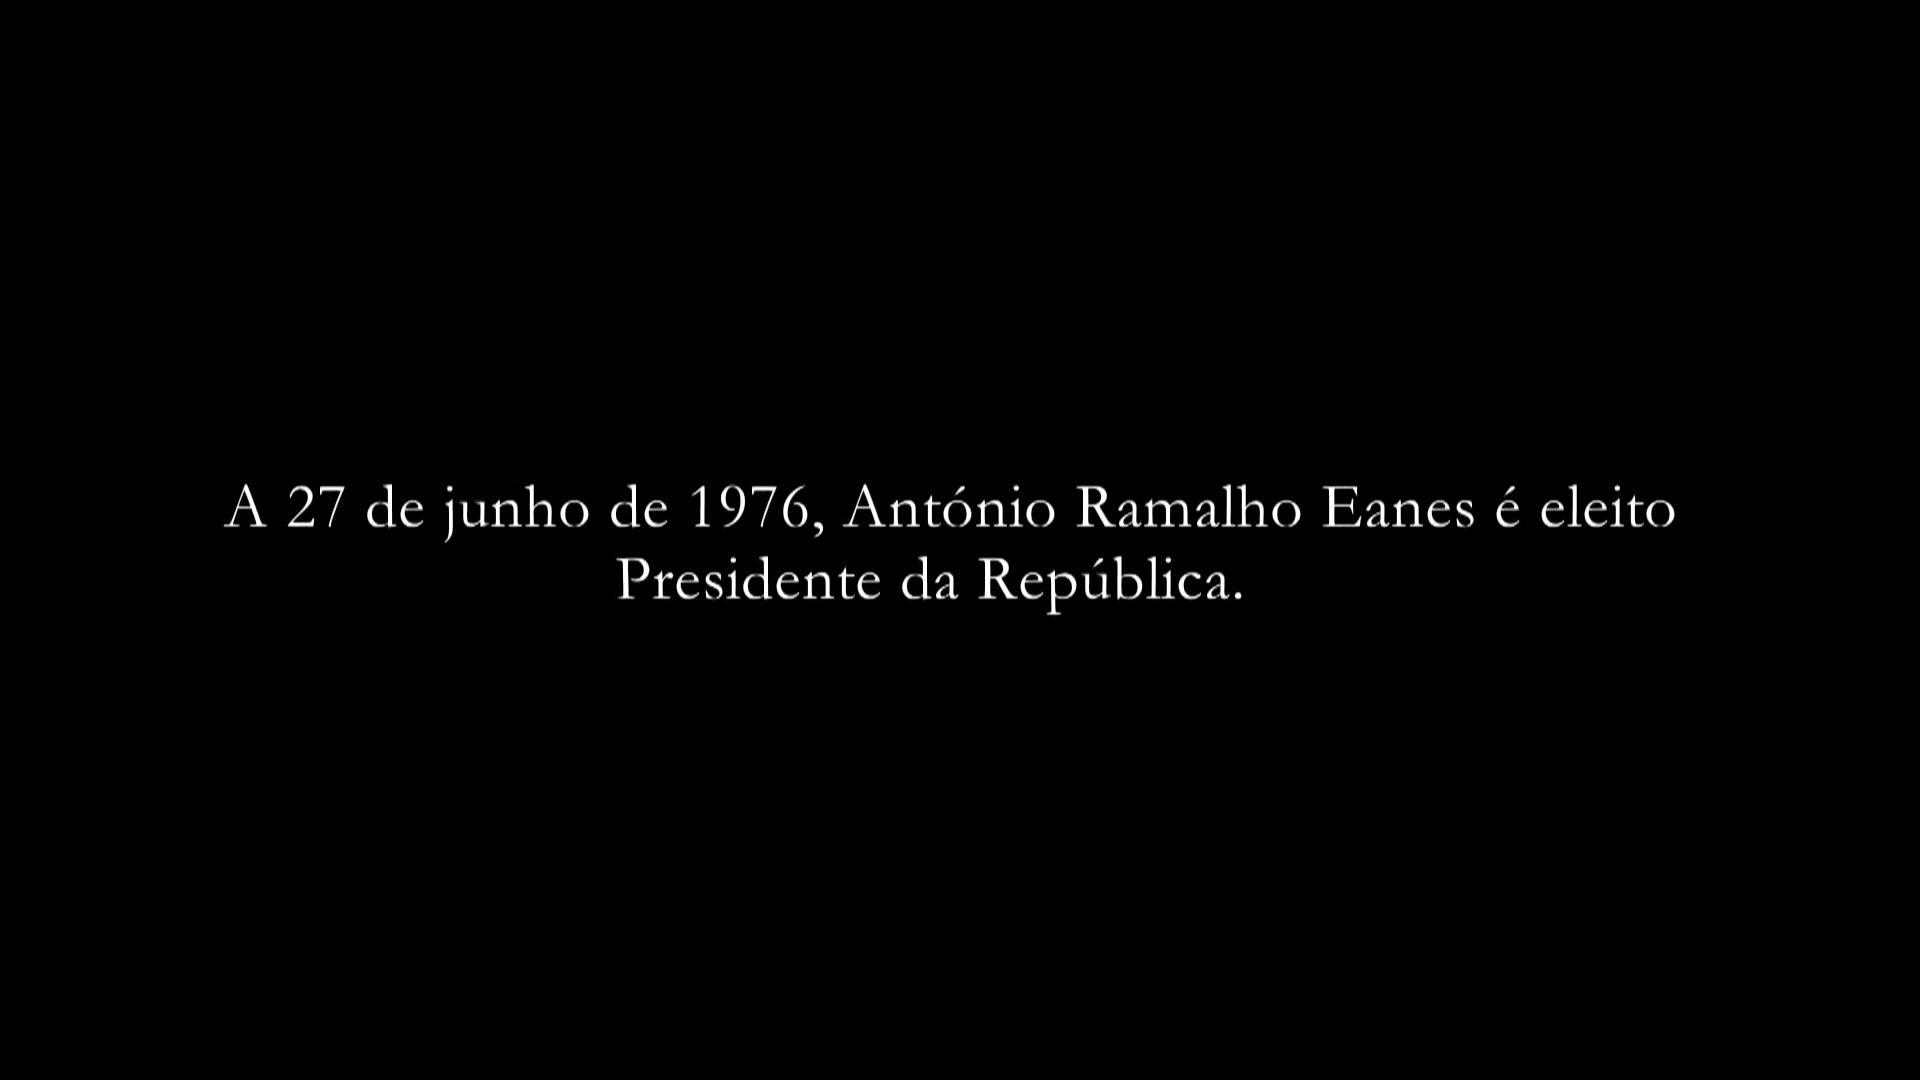 A 27 de junho de 1976, António Ramalho Eanes é eleito
Presidente da República.